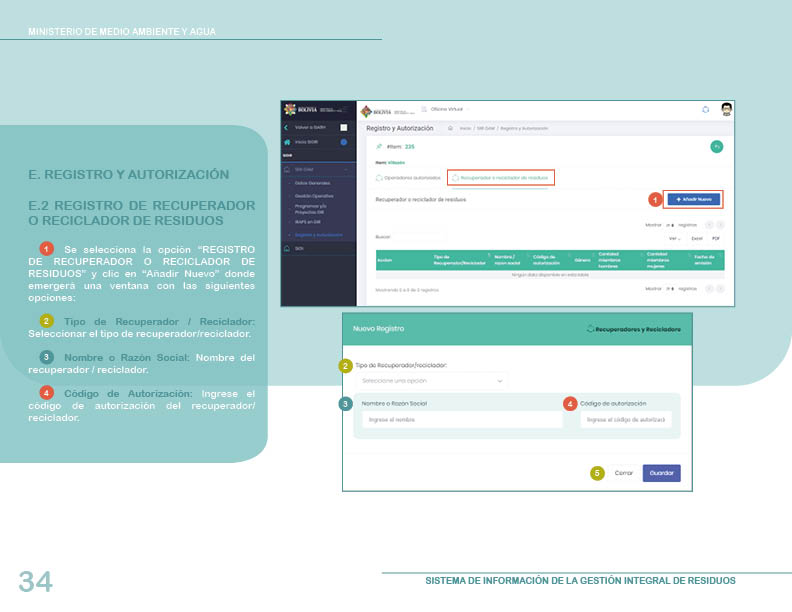 MINISTERIO DE MEDIO AMBIENTE Y AGUA
E. REGISTRO Y AUTORIZACIÓN
E.2 REGISTRO DE RECUPERADOR
O RECICLADOR DE RESIDUOS
1 Se selecciona la opción “REGISTRO
DE RECUPERADOR O RECICLADOR DE
RESIDUOS” y clic en “Añadir Nuevo” donde
emergerá una ventana con las siguientes
opciones:
2 Tipo de Recuperador / Reciclador:
Seleccionar el tipo de recuperador/reciclador.
3 Nombre o Razón Social: Nombre del
recuperador / reciclador.
4 Código de Autorización: Ingrese el
código de autorización del recuperador/
reciclador.
BOLIVIA
BOLIVIA
Oficina Virtual
Volver a SIARH
Inicio SIGIR
SIGIR
SIGI GAM
Datos Generales
Gestión Operativa
Programas y/o
Proyectos GIR
IRAPS en GIR
Registro y Autorización
Registro y Autorización
Inicio / SIGI GAM / Registro y Autorización
#Item: 225
Operadores autorizados
Recuperador o reciclador de residuos
Recuperador o reciclador de residuos
1
+ Añadir Nuevo
Mostrar
registros
Buscar:
Ver
Excel
PDF
Acción
Tipo de
Recuperador/Reciclador
Nombre /
razon social
Código de
autorización
Género
Cantidad
miembros
hombres
Cantidad
miembros
mujeres
Fecha de
emisión
Ningún dato disponible en esta tabla
Mostrando 0 a 0 de 0 registros
Mostrar
registros
Nuevo Registro
Recuperadores y Recicladore
2 Tipo de Recuperador/reciclador:
Seleccione una opción
3 Nombre o Razón Social
Ingrese el nombre
4 Código de autorización
Ingrese el código de autorizaci
5 Cerrar
Guardar
34
SISTEMA DE INFORMACIÓN DE LA GESTIÓN INTEGRAL DE RESIDUOS